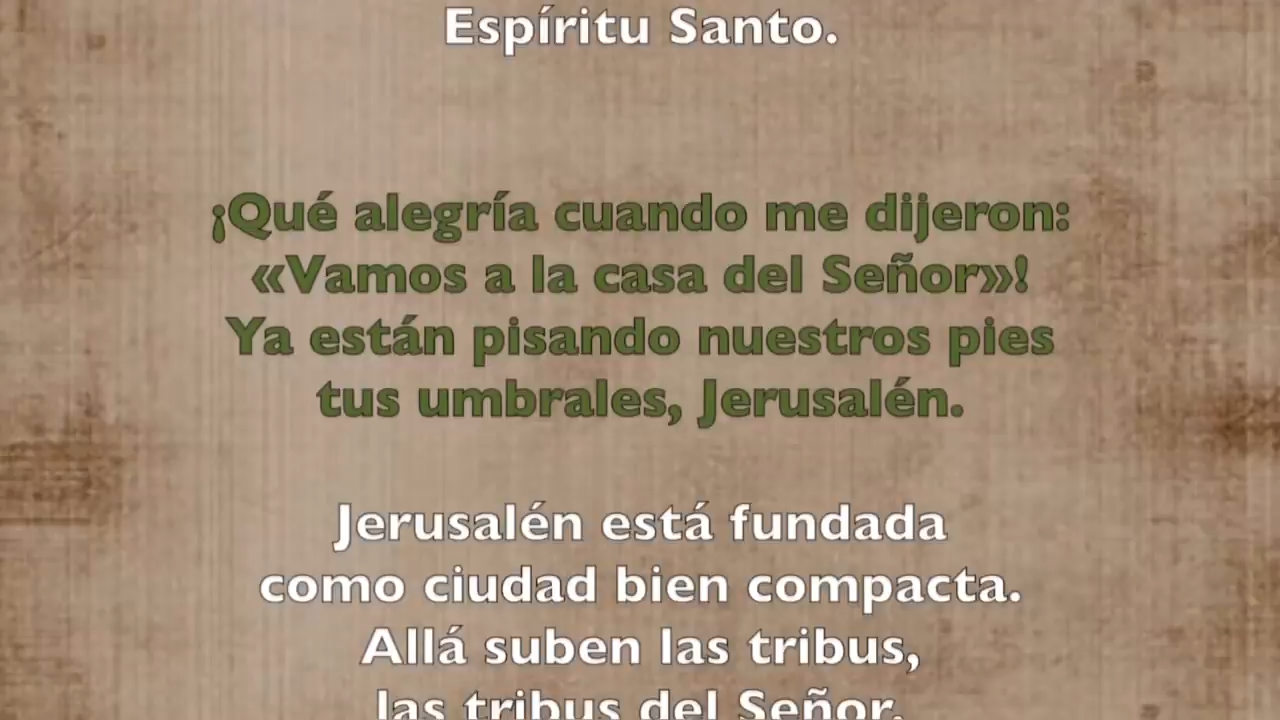 Espíritu Santo.
¡Qué alegría cuando me dijeron:
«Vamos a la casa del Señor»!
Ya están pisando nuestros pies
tus umbrales, Jerusalén.
Jerusalén está fundada
como ciudad bien compacta.
Allá suben las tribus,
las tribus del Señor,